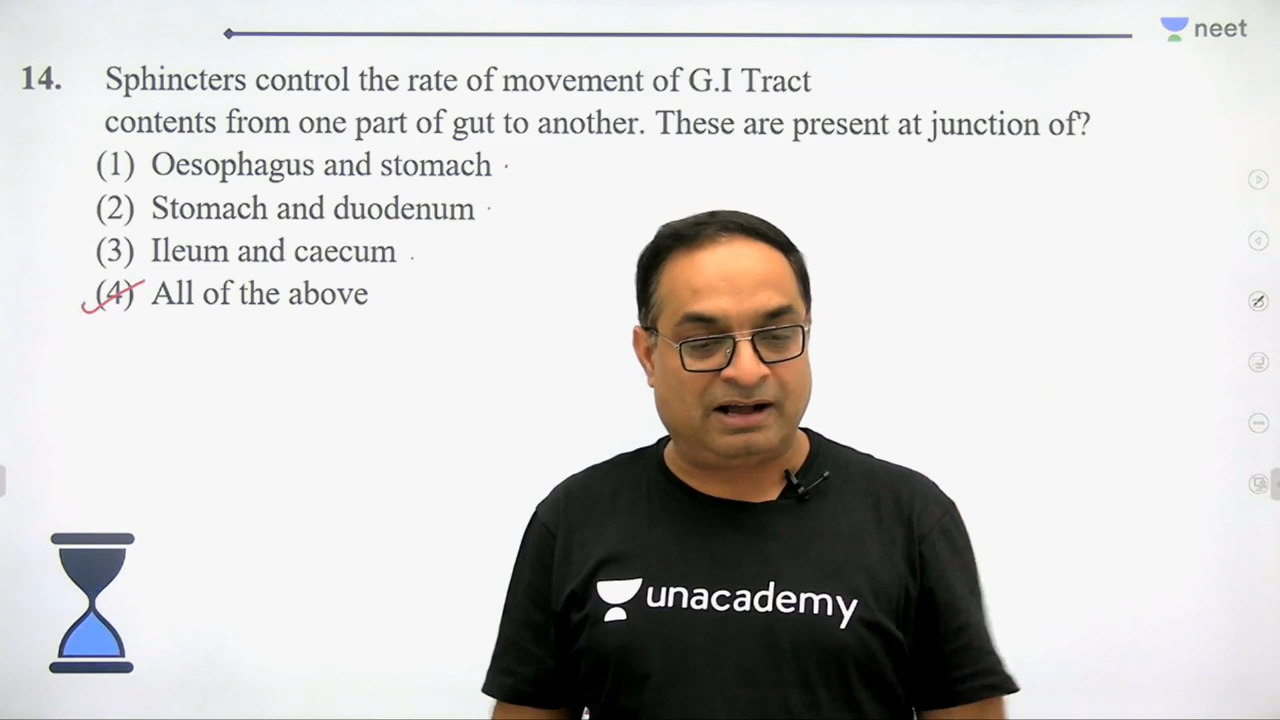 neet
14. Sphincters control the rate of movement of G.I Tract
contents from one part of gut to another. These are present at junction of?
(1) Oesophagus and stomach
(2) Stomach and duodenum
(3) Ileum and caecum
(4) All of the above
unacademy